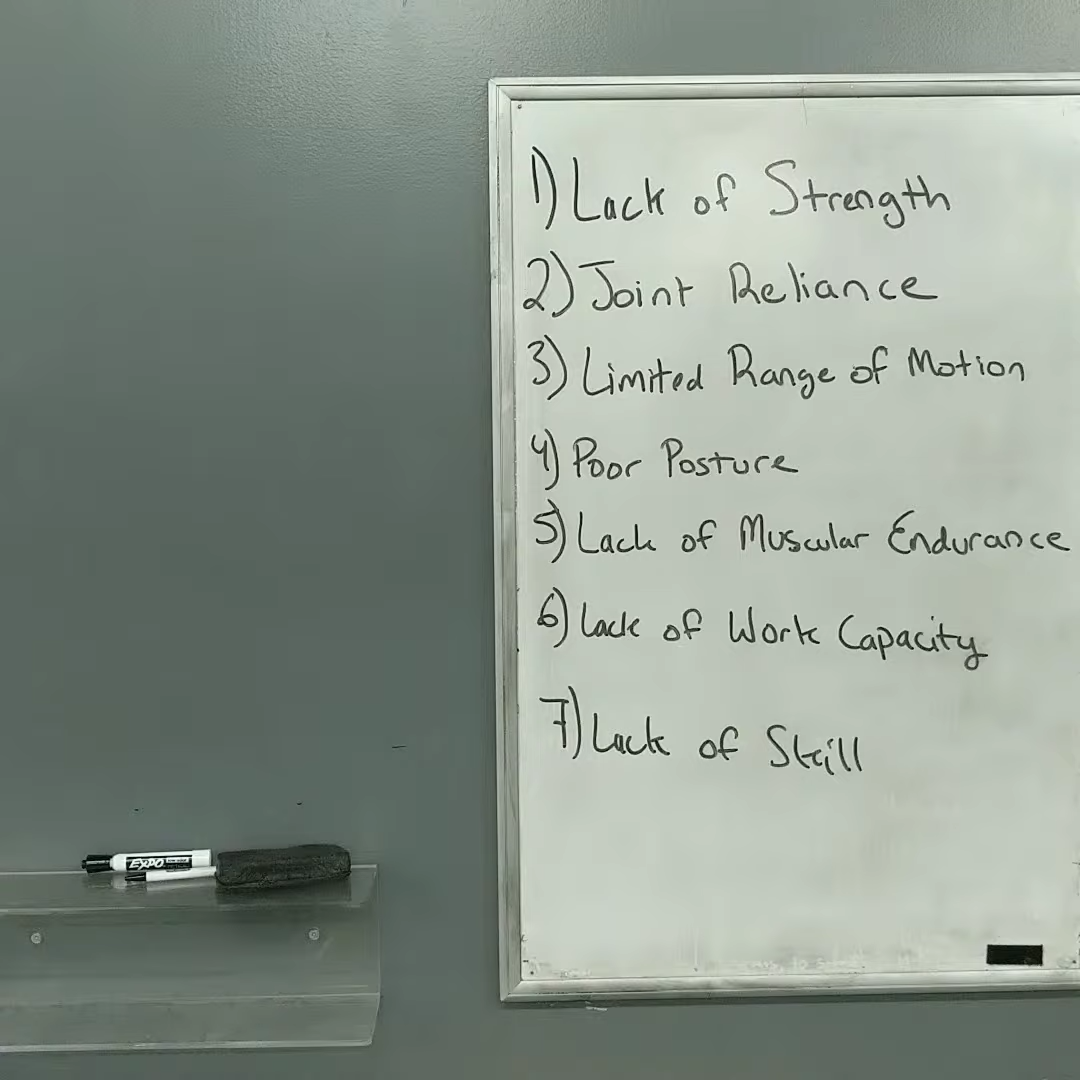 1) Lack of Strength
2) Joint Reliance
3) Limited Range of Motion
4) Poor Posture
5) Lack of Muscular Endurance
6) Lack of Work Capacity
7) Lack of Skill
EXPO